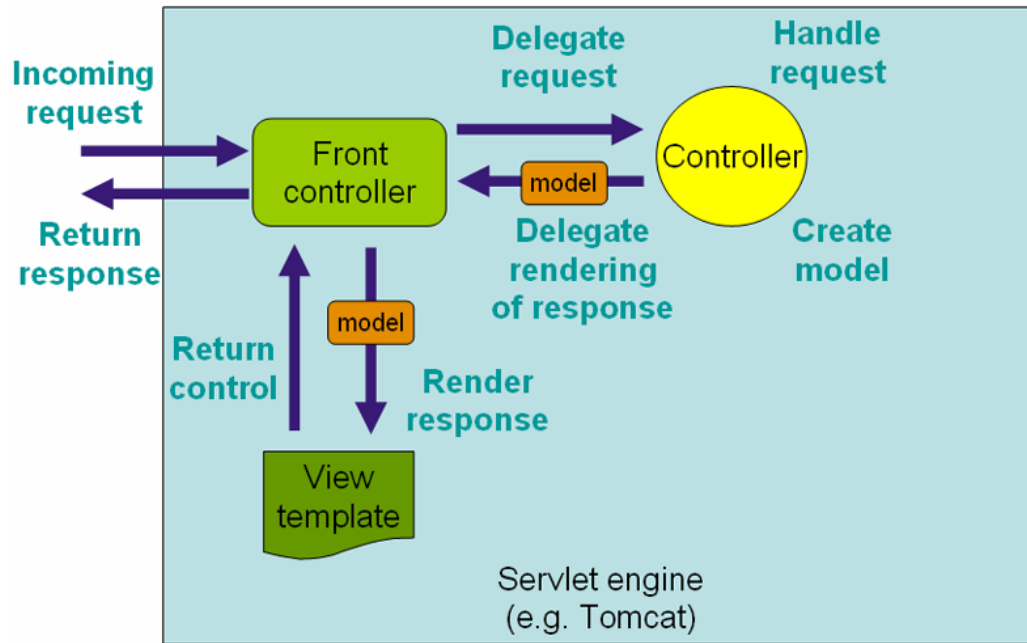 Incoming
request
Return
response
Front
controller
Delegate
request
Handle
request
Controller
model
Delegate
rendering
of response
Create
model
model
Return
control
Render
response
View
template
Servlet engine
(e.g. Tomcat)